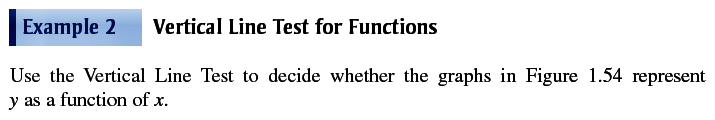 Example 2 Vertical Line Test for Functions
Use the Vertical Line Test to decide whether the graphs in Figure 1.54 represent
y as a function of x.